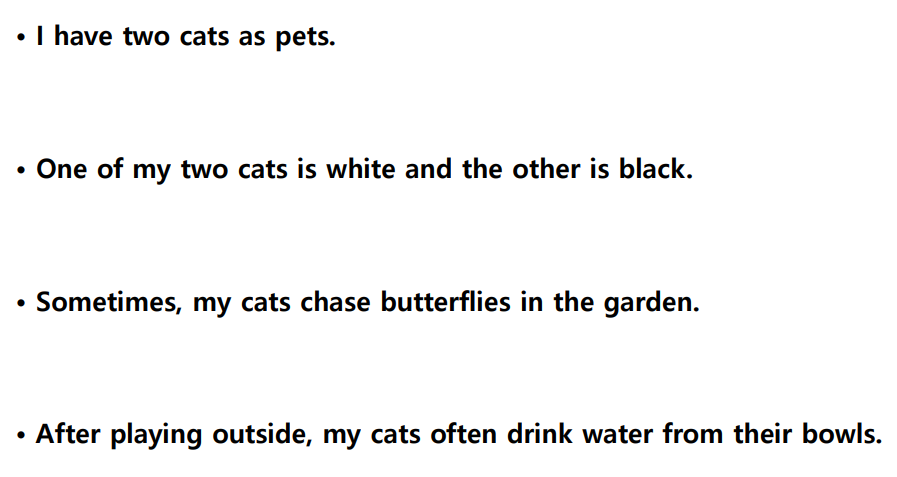 • I have two cats as pets.
• One of my two cats is white and the other is black.
• Sometimes, my cats chase butterflies in the garden.
• After playing outside, my cats often drink water from their bowls.